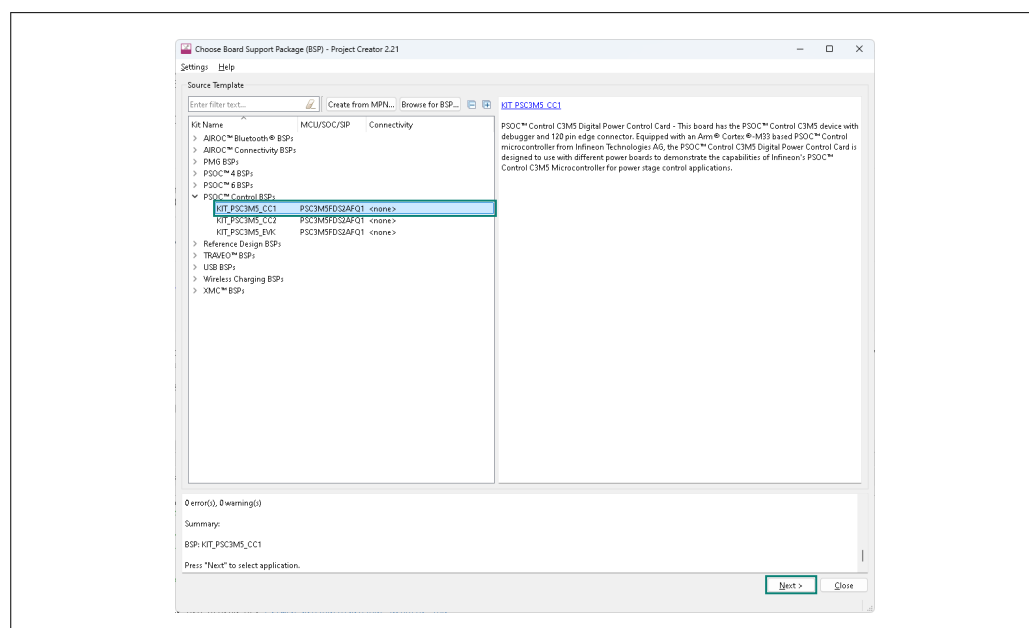 Choose Board Support Package (BSP) - Project Creator 2.21
Settings Help
Source Template
Enter filter text...
Create from MPN... Browse for BSP...
Kit Name MCU/SOC/SIP Connectivity
AIROC™ Bluetooth® BSPs
AIROC™ Connectivity BSPs
PMG BSPs
PSOC™ 4 BSPs
PSOC™ 6 BSPs
PSOC™ Control BSPs
KIT_PSC3M5_CC1 PSC3M5FDS2AFQ1 <none>
KIT_PSC3M5_CC2 PSC3M5FDS2AFQ1 <none>
KIT_PSC3M5_EVK PSC3M5FDS2AFQ1 <none>
Reference Design BSPs
TRAVEO™ BSPs
USB BSPs
Wireless Charging BSPs
XMC™ BSPs
KIT_PSC3M5_CC1
PSOC™ Control C3M5 Digital Power Control Card - This board has the PSOC™ Control C3M5 device with
debugger and 120 pin edge connector. Equipped with an Arm® Cortex®-M33 based PSOC™ Control
microcontroller from Infineon Technologies AG, the PSOC™ Control C3M5 Digital Power Control Card is
designed to use with different power boards to demonstrate the capabilities of Infineon's PSOC™
Control C3M5 Microcontroller for power stage control applications.
0 error(s), 0 warning(s)
Summary:
BSP: KIT_PSC3M5_CC1
Press "Next" to select application.
Next > Close